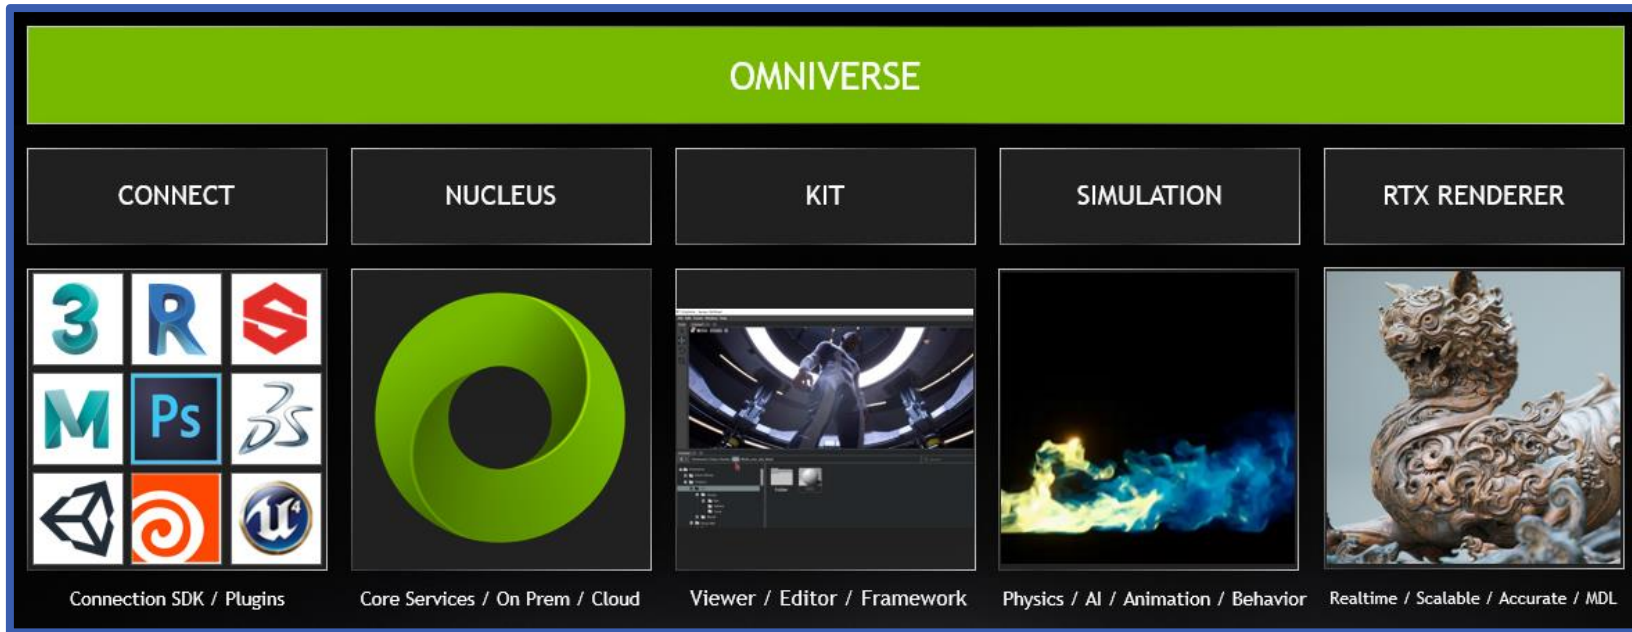 OMNIVERSE
CONNECT
NUCLEUS
KIT
SIMULATION
RTX RENDERER
Ps
Connection SDK / Plugins
Core Services / On Prem / Cloud
Viewer / Editor / Framework
Physics / AI / Animation / Behavior
Realtime / Scalable / Accurate / MDL